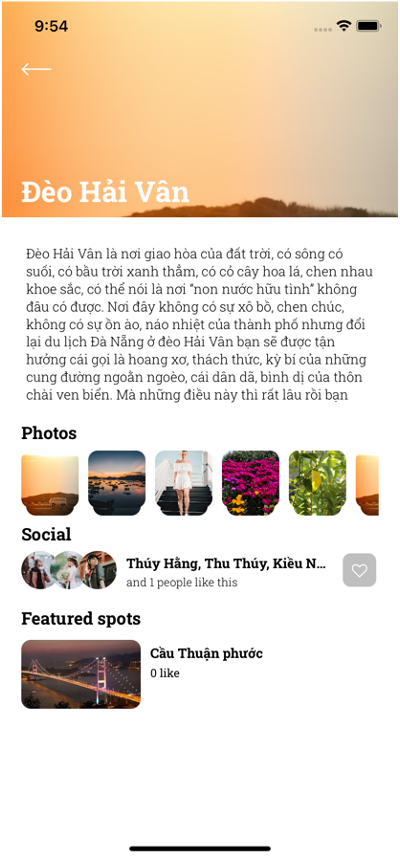 9:54
Đèo Hải Vân
Đèo Hải Vân là nơi giao hòa của đất trời, có sông có
suối, có bầu trời xanh thẳm, có cỏ cây hoa lá, chen nhau
khoe sắc, có thể nói là nơi “non nước hữu tình” không
đâu có được. Nơi đây không có sự xô bồ, chen chúc,
không có sự ồn ào, náo nhiệt của thành phố nhưng đổi
lại du lịch Đà Nẵng ở đèo Hải Vân bạn sẽ được tận
hưởng cái gọi là hoang xơ, thách thức, kỳ bí của những
cung đường ngoằn ngoèo, cái dân dã, bình dị của thôn
chài ven biển. Mà những điều này thì rất lâu rồi bạn
Photos
Social
Thúy Hằng, Thu Thúy, Kiều N...
and 1 people like this
Featured spots
Cầu Thuận phước
0 like